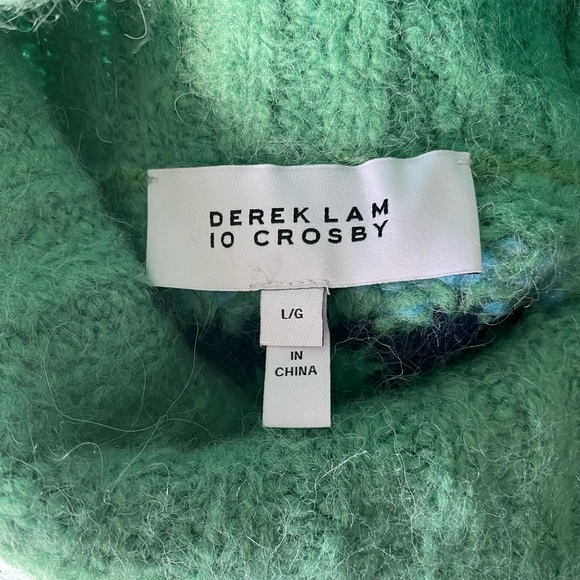 DEREK LAM
10 CROSBY
L/G
IN
CHINA